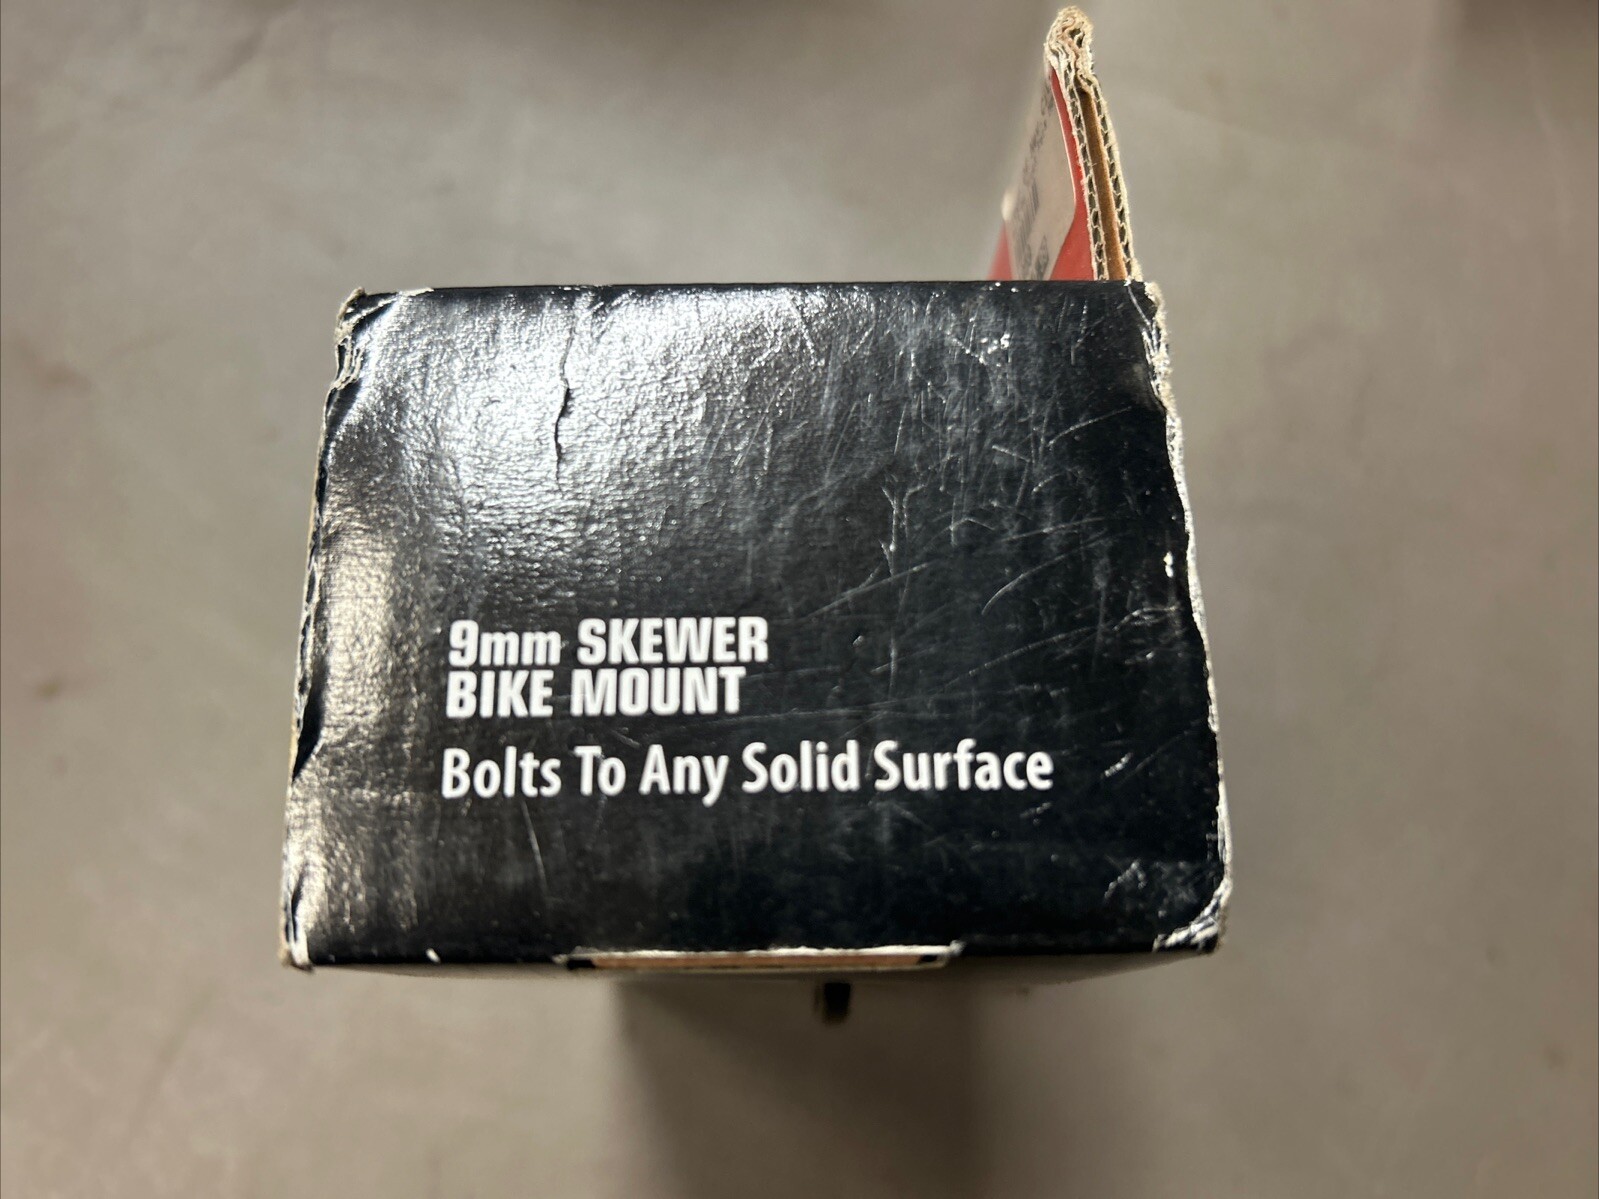 9mm SKEWER
BIKE MOUNT
Bolts To Any Solid Surface